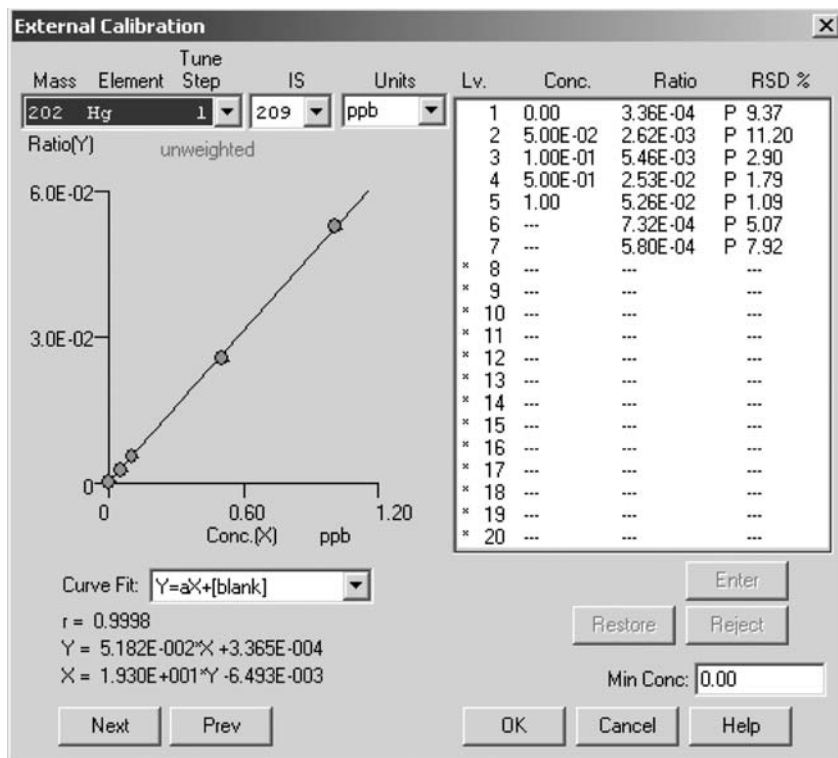 External Calibration
Tune
Mass Element Step IS Units
202 Hg 1 209 ppb
Ratio(Y) unweighted
6.0E-02
3.0E-02
0
0 0.60 1.20
Conc.(X) ppb
Lv. Conc. Ratio RSD %
1 0.00 3.36E-04 P 9.37
2 5.00E-02 2.62E-03 P 11.20
3 1.00E-01 5.46E-03 P 2.90
4 5.00E-01 2.53E-02 P 1.79
5 1.00 5.26E-02 P 1.09
6 --- 7.32E-04 P 5.07
7 --- 5.80E-04 P 7.92
* 8 --- --- ---
* 9 --- --- ---
* 10 --- --- ---
* 11 --- --- ---
* 12 --- --- ---
* 13 --- --- ---
* 14 --- --- ---
* 15 --- --- ---
* 16 --- --- ---
* 17 --- --- ---
* 18 --- --- ---
* 19 --- --- ---
* 20 --- --- ---
Curve Fit: Y=aX+[blank]
r = 0.9998
Y = 5.182E-002*X +3.365E-004
X = 1.930E+001*Y -6.493E-003
Enter
Restore Reject
Min Conc: 0.00
Next Prev OK Cancel Help